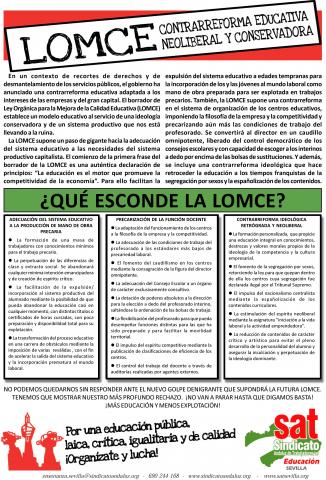 LOMCE
CONTRARREFORMA EDUCATIVA
NEOLIBERAL Y CONSERVADORA
En un contexto de recortes de derechos y de
desmantelamiento de los servicios públicos, el gobierno ha
anunciado una contrarreforma educativa adaptada a los
intereses de las empresas y del gran capital. El borrador de
Ley Orgánica para la Mejora de la Calidad Educativa (LOMCE)
establece un modelo educativo al servicio de una ideología
conservadora y de un sistema productivo que nos está
llevando a la ruina.
La LOMCE supone un paso de gigante hacia la adecuación
del sistema educativo a las necesidades del sistema
productivo capitalista. El comienzo de la primera frase del
borrador de la LOMCE es una auténtica declaración de
principios: "La educación es el motor que promueve la
competitividad de la economía". Para ello facilitan la
expulsión del sistema educativo a edades tempranas para
la incorporación de los y las jóvenes al mundo laboral como
mano de obra preparada para ser explotada en trabajos
precarios. También, la LOMCE supone una contrarreforma
en el sistema de organización de los centros educativos,
imponiendo la filosofía de la empresa y la competitividad y
precarizando aún más las condiciones de trabajo del
profesorado. Se convertirá al director en un caudillo
omnipotente, liberado del control democrático de los
consejos escolares y con capacidad de escoger a los interinos
a dedo por encima de las bolsas de sustituciones. Y además,
se incluye una contrarreforma ideológica que hace
retroceder la educación a los tiempos franquistas de la
segregación por sexos y la españolización de los contenidos.
¿QUÉ ESCONDE LA LOMCE?
ADECUACIÓN DEL SISTEMA EDUCATIVO
A LA PRODUCCIÓN DE MANO DE OBRA
PRECARIA
La formación de una masa de
trabajadores con conocimientos mínimos
para el trabajo precario.
La perpetuación de las diferencias de
clase y estrato social. Se abandonará
cualquier mínima intención compensadora
y de creación de espíritu crítico.
La facilitación de la expulsión/
incorporación al sistema productivo del
alumnado mediante la posibilidad de que
pueda abandonar la educación casi en
cualquier momento, con distintos títulos o
certificados de horas cursadas, con poca
preparación y disponibilidad total para su
explotación.
La transformación del proceso educativo
en una carrera de obstáculos mediante la
imposición de varias reválidas, con el fin
de acelerar la salida del sistema educativo
y la incorporación prematura al mundo
laboral.
PRECARIZACIÓN DE LA FUNCIÓN DOCENTE
La adaptación del funcionamiento de los centros
a la filosofía de la empresa y la competitividad.
La adecuación de las condiciones de trabajo del
profesorado a los estándares más bajos de
precariedad laboral.
El fomento del caudillismo en los centros
mediante la consagración de la figura del director
omnipotente.
La adecuación del Consejo Escolar a un órgano
de carácter exclusivamente consultivo.
La dotación de poderes absolutos a la dirección
para la elección a dedo del profesorado interino,
saltándose la ordenación de las bolsas de trabajo.
La flexibilización del profesorado para que pueda
desempeñar funciones distintas para las que ha
sido preparado y para facilitar la movilidad
territorial.
El impulso del espíritu competitivo mediante la
publicación de clasificaciones de eficiencia de los
centros.
El control del trabajo del docente a través de
auditorías realizadas por agentes externos.
CONTRARREFORMA IDEOLÓGICA
RETRÓGRADA Y NEOLIBERAL
La formación personalizada, que propicie
una educación integral en conocimientos,
destrezas y valores morales propios de la
ideología de la competencia y la cultura
empresarial.
El fomento de la segregación por sexos,
retrotrayendo la ley para que quepan dentro
de ella los centros cuya segregación fue
declarada ilegal por el Tribunal Supremo.
El impulso del nacionalismo centralista
mediante la españolización de los
contenidos curriculares.
La estimulación del espíritu neoliberal
mediante la asignatura "iniciación a la vida
laboral y la actividad emprendedora".
La reducción de contenidos de carácter
crítico y artístico para evitar el pleno
desarrollo de la personalidad del alumno y
asegurar la inculcación y perpetuación de
la ideología dominante.
NO PODEMOS QUEDARNOS SIN RESPONDER ANTE EL NUEVO GOLPE DENIGRANTE QUE SUPONDRÁ LA FUTURA LOMCE.
TENEMOS QUE MOSTRAR NUESTRO MÁS PROFUNDO RECHAZO. ¡NO VAN A PARAR HASTA QUE DIGAMOS BASTA!
¡MÁS EDUCACIÓN Y MENOS EXPLOTACIÓN!
Por una educación pública,
laica, crítica, igualitaria y de calidad
¡Organízate y lucha!
sat
Sindicato
Andaluz de Trabajadores/as
Educación
SEVILLA
ensenanza.sevilla@sindicatoandaluz.org · 690 244 168 · www.sindicatoandaluz.org · www.satsevilla.org